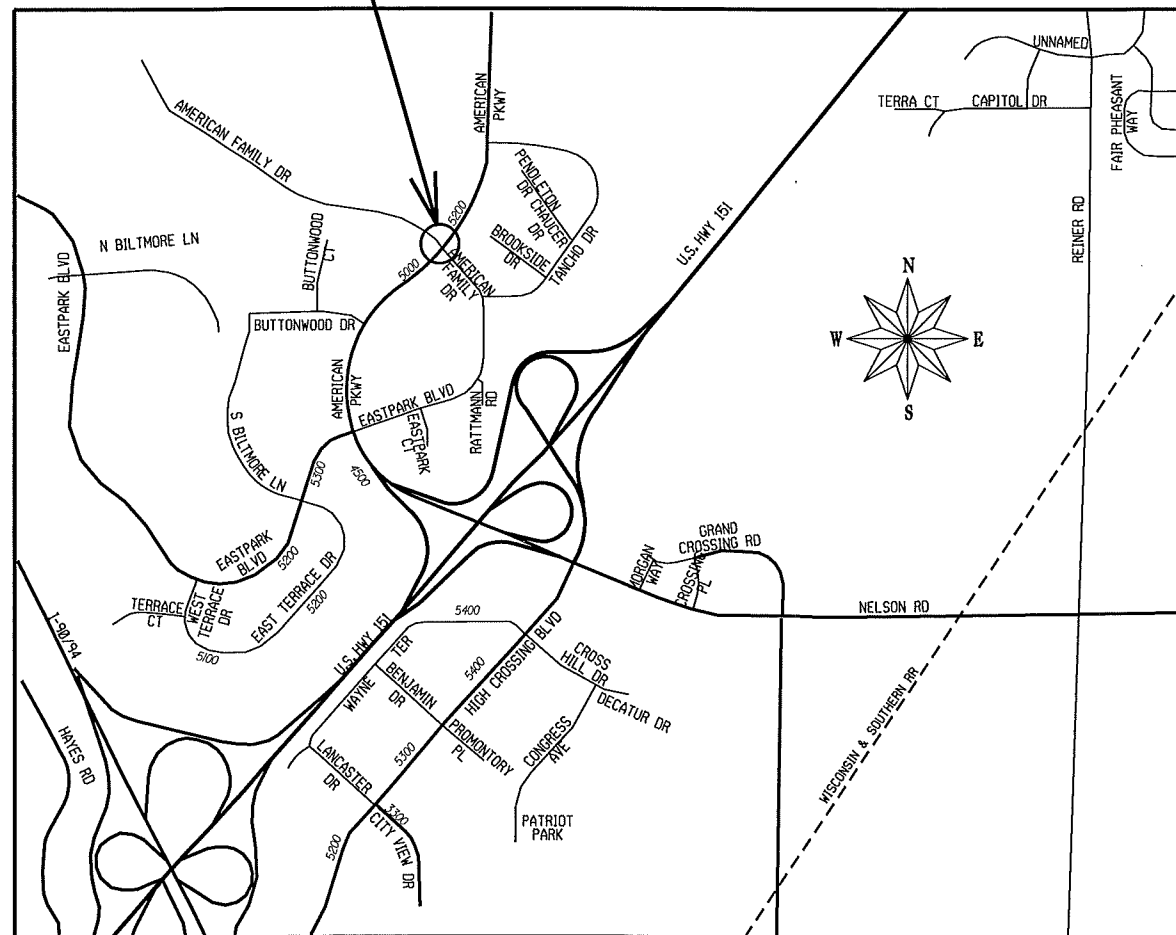 UNNAMED
AMERICAN
PKWY
TERRA CT
CAPITOL DR
FAIR PHEASANT
WAY
AMERICAN FAMILY DR
PENDLETON
DR
CHAUCER
DR
5200
BUTTONWOOD
CT
N BILTMORE LN
BROOKSIDE
DR
TANCHO DR
U.S. HWY 151
REINER RD
AMERICAN
FAMILY
DR
5000
EASTPARK BLVD
N
W
E
S
BUTTONWOOD DR
AMERICAN
PKWY
EASTPARK BLVD
RATTMANN
RD
EASTPARK
CT
S BILTMORE LN
5300
4500
EASTPARK
BLVD
5200
GRAND
CROSSING RD
MORGAN
WAY
CROSSING
PL
NELSON RD
TERRACE
CT
WEST
TERRACE
DR
EAST TERRACE DR
5200
5100
I-90/94
U.S. HWY 151
5400
WAYNE
TER
BENJAMIN
DR
5400
HIGH CROSSING BLVD
CROSS
HILL DR
DECATUR DR
HAYES RD
LANCASTER
DR
5300
PROMONTORY
PL
CONGRESS
AVE
WISCONSIN & SOUTHERN RR
3300
CITY VIEW DR
5200
PATRIOT
PARK